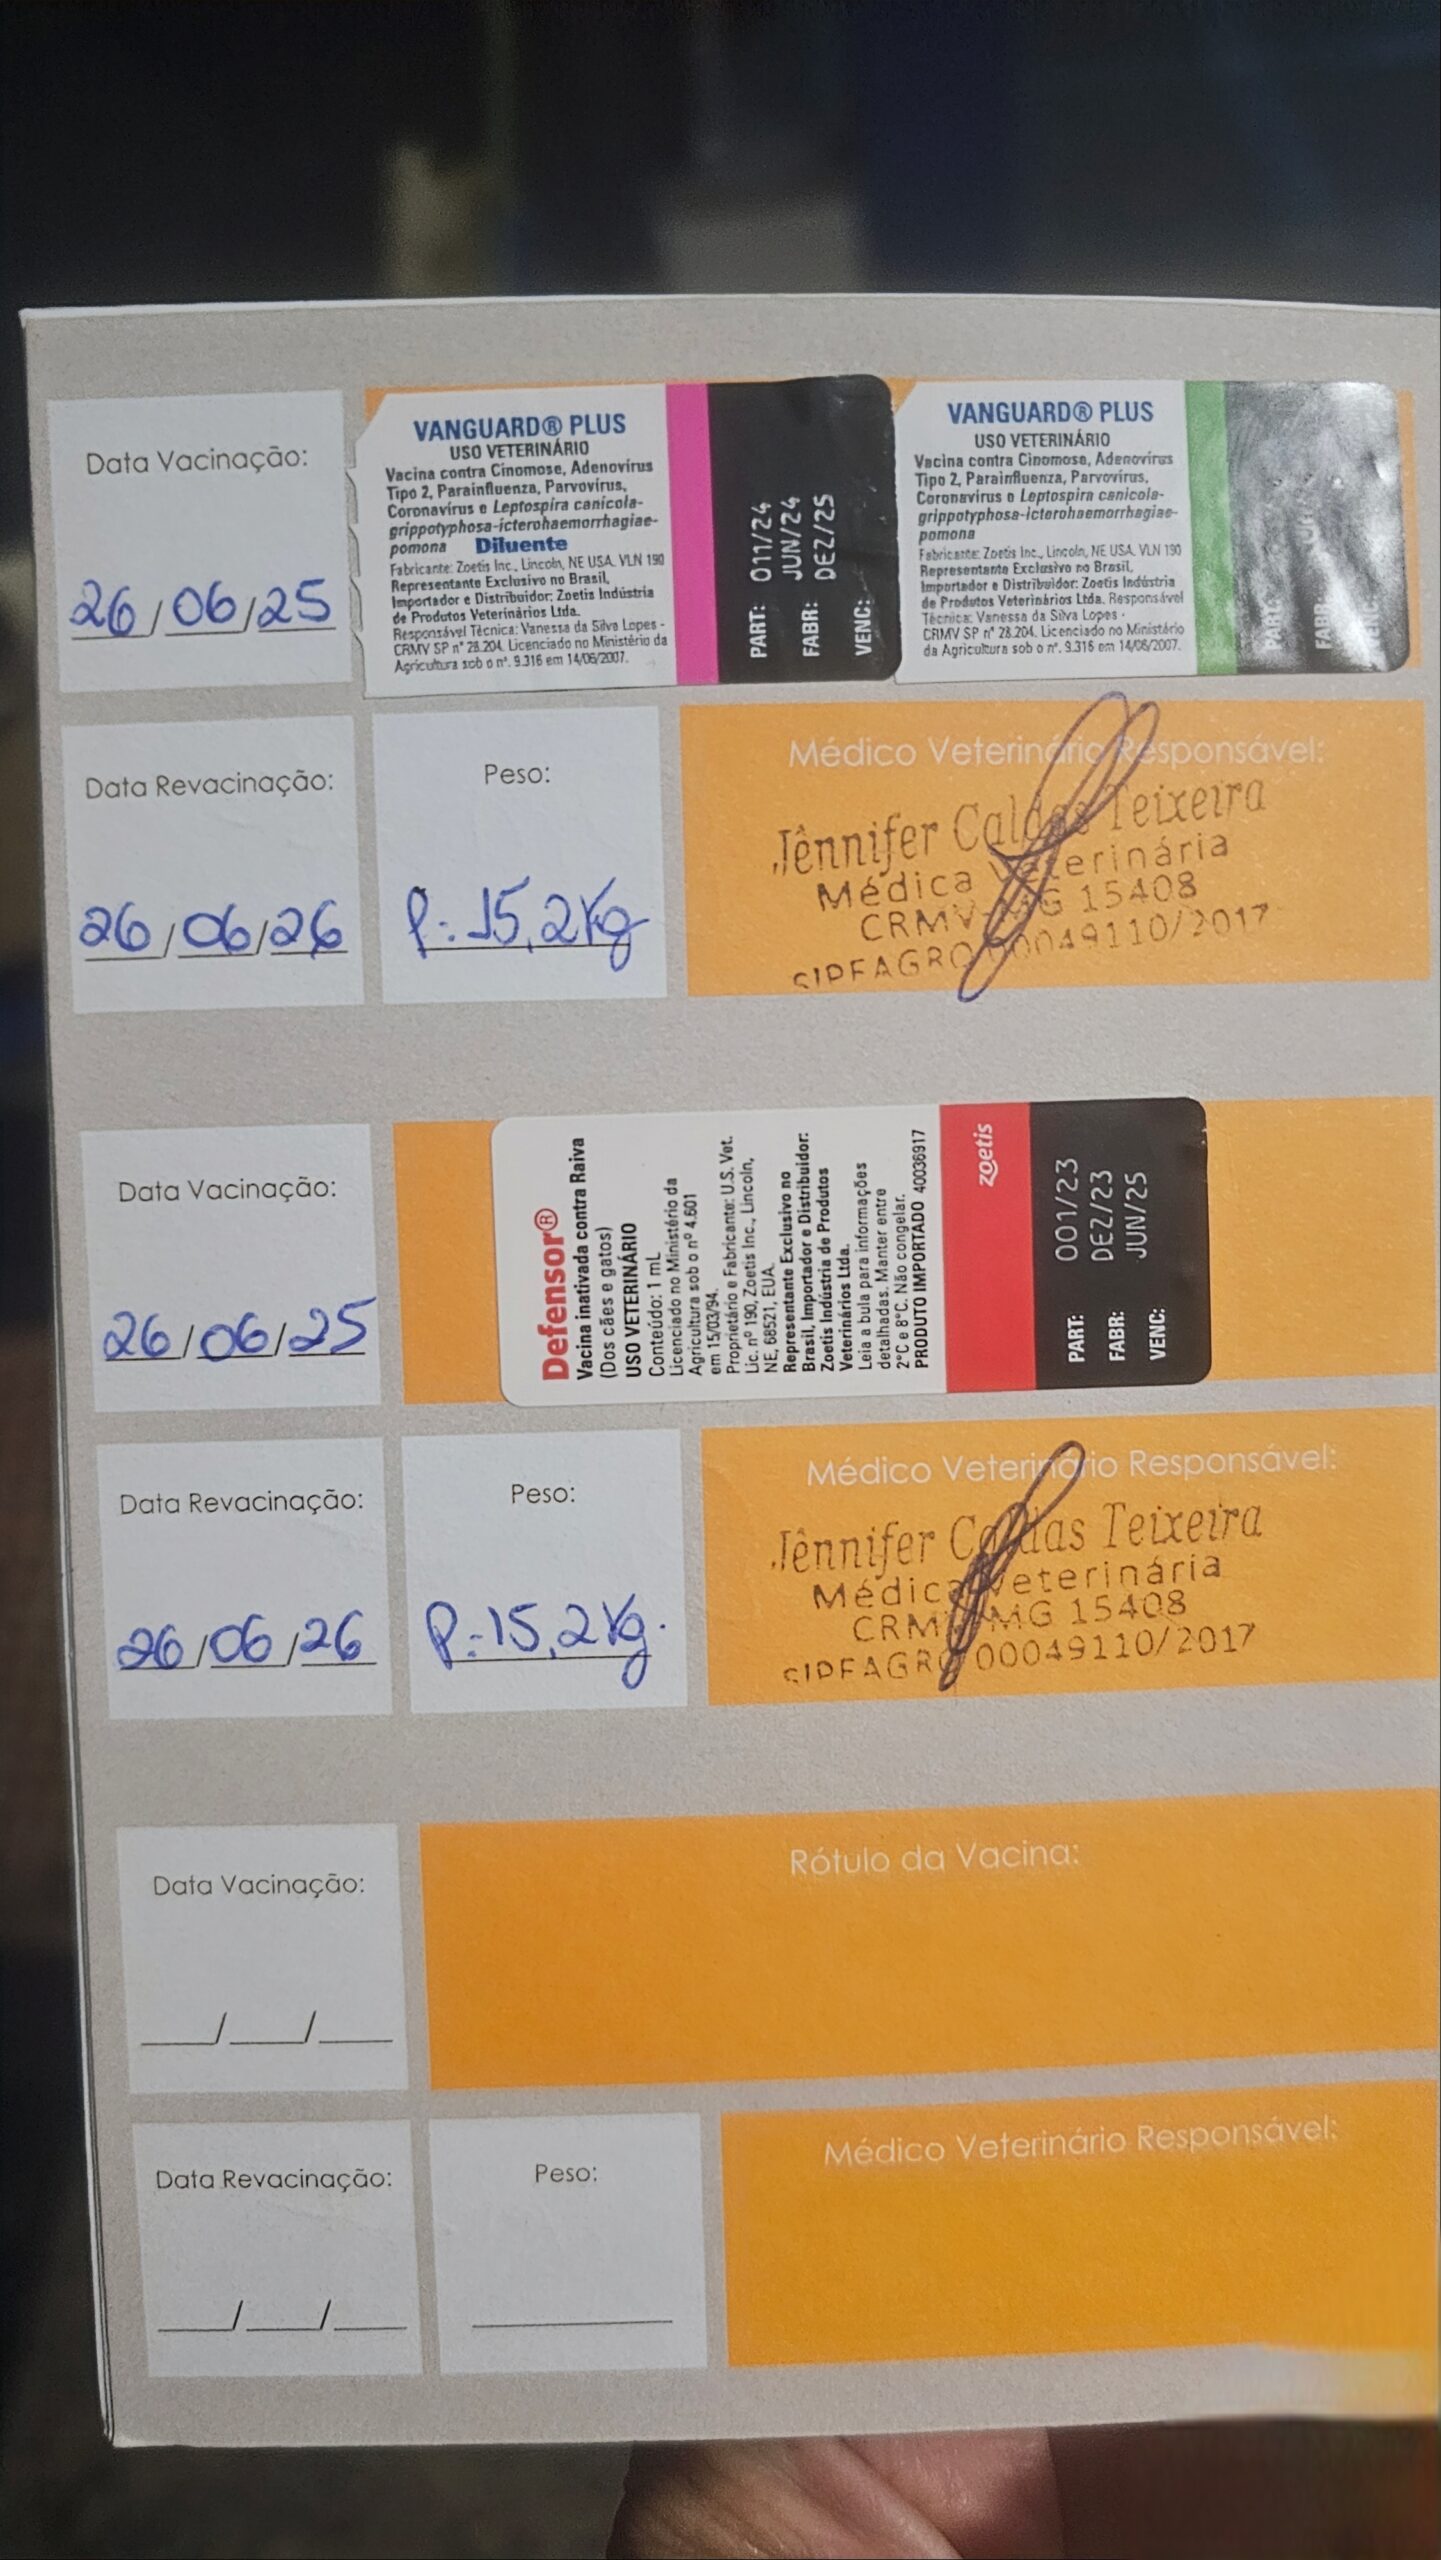 Data Vacinação:
26/06/25
VANGUARD® PLUS
USO VETERINÁRIO
Vacina contra Cinomose, Adenovírus
Tipo 2, Parainfluenza, Parvovírus,
Coronavírus e Leptospira canicola-
grippotyphosa-icterohaemorrhagiae-
pomona Diluente
Fabricante: Zoetis Inc., Lincoln, NE USA. VLN 190
Representante Exclusivo no Brasil,
Importador e Distribuidor: Zoetis Indústria
de Produtos Veterinários Ltda.
Responsável Técnica: Vanessa da Silva Lopes -
CRMV SP nº 28.204. Licenciado no Ministério da
Agricultura sob o nº. 9.316 em 14/06/2007.
PART: 011/24
FABR: JUN/24
VENC: DEZ/25
VANGUARD® PLUS
USO VETERINÁRIO
Vacina contra Cinomose, Adenovírus
Tipo 2, Parainfluenza, Parvovírus,
Coronavírus e Leptospira canicola-
grippotyphosa-icterohaemorrhagiae-
pomona
Fabricante: Zoetis Inc., Lincoln, NE USA. VLN 190
Representante Exclusivo no Brasil,
Importador e Distribuidor: Zoetis Indústria
de Produtos Veterinários Ltda. Responsável
Técnica: Vanessa da Silva Lopes -
CRMV SP nº 28.204. Licenciado no Ministério
da Agricultura sob o nº. 9.316 em 14/06/2007.
FABR:
Data Revacinação:
26/06/26
Peso:
P: 15,2Kg
Médico Veterinário Responsável:
Jênnifer Caldas Teixeira
Médica Veterinária
CRMV-MG 15408
SIPEAGRO 00049110/2017
Data Vacinação:
26/06/25
Defensor®
Vacina inativada contra Raiva
(Dos cães e gatos)
USO VETERINÁRIO
Conteúdo: 1 mL
Licenciado no Ministério da
Agricultura sob o nº 4.601
em 15/03/94.
Proprietário e Fabricante: U.S. Vet.
Lic. nº 190, Zoetis Inc., Lincoln,
NE, 68521, EUA.
Representante Exclusivo no
Brasil, Importador e Distribuidor:
Zoetis Indústria de Produtos
Veterinários Ltda.
Leia a bula para informações
detalhadas. Manter entre
2°C e 8°C. Não congelar.
PRODUTO IMPORTADO 40036917
zoetis
PART: 001/23
FABR: DEZ/23
VENC: JUN/25
Data Revacinação:
26/06/26
Peso:
P: 15,2Kg.
Médico Veterinário Responsável:
Jênnifer Caldas Teixeira
Médica Veterinária
CRMV-MG 15408
SIPEAGRO 00049110/2017
Data Vacinação:
___/___/___
Rótulo da Vacina:
Data Revacinação:
___/___/___
Peso:
Médico Veterinário Responsável: